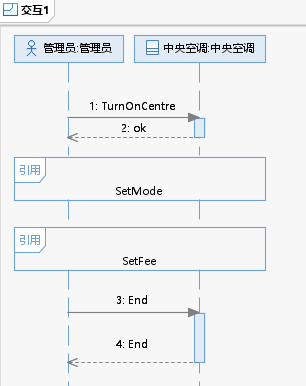 交互1
管理员:管理员
中央空调:中央空调
1: TurnOnCentre
2: ok
引用
SetMode
引用
SetFee
3: End
4: End